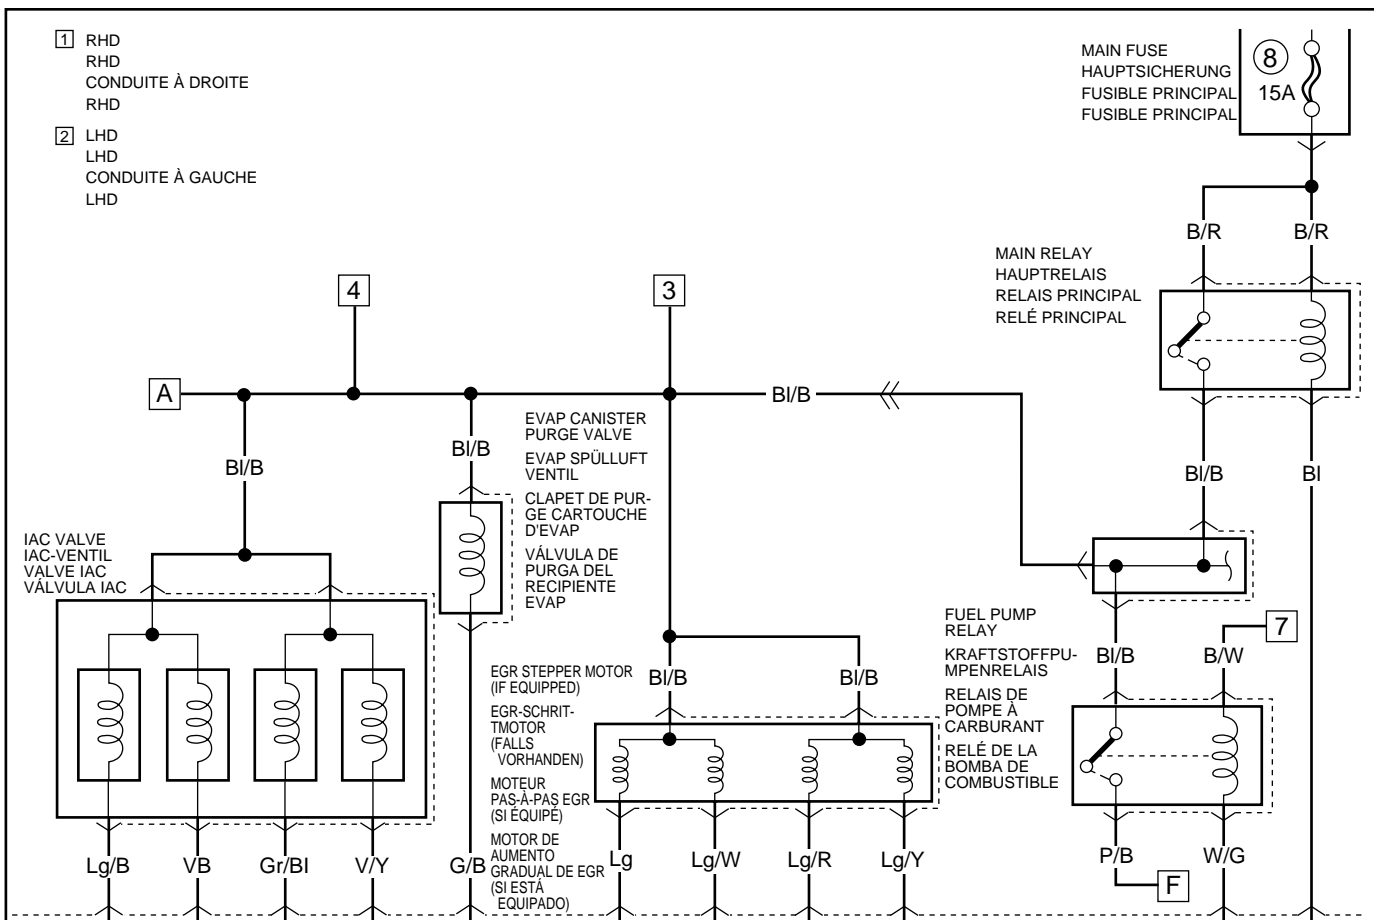 1 RHD
RHD
CONDUITE À DROITE
RHD
2 LHD
LHD
CONDUITE À GAUCHE
LHD
MAIN FUSE
HAUPTSICHERUNG
FUSIBLE PRINCIPAL
FUSIBLE PRINCIPAL
8
15A
B/R
B/R
MAIN RELAY
HAUPTRELAIS
RELAIS PRINCIPAL
RELÉ PRINCIPAL
4
3
A
Bl/B
Bl/B
Bl/B
EVAP CANISTER
PURGE VALVE
EVAP SPÜLLUFT
VENTIL
CLAPET DE PUR-
GE CARTOUCHE
D'EVAP
VÁLVULA DE
PURGA DEL
RECIPIENTE
EVAP
Bl/B
Bl
IAC VALVE
IAC-VENTIL
VALVE IAC
VÁLVULA IAC
FUEL PUMP
RELAY
KRAFTSTOFFPU-
MPENRELAIS
RELAIS DE
POMPE À
CARBURANT
RELÉ DE LA
BOMBA DE
COMBUSTIBLE
7
Bl/B
B/W
EGR STEPPER MOTOR
(IF EQUIPPED)
EGR-SCHRIT-
TMOTOR
(FALLS
VORHANDEN)
MOTEUR
PAS-À-PAS EGR
(SI ÉQUIPÉ)
MOTOR DE
AUMENTO
GRADUAL DE EGR
(SI ESTÁ
EQUIPADO)
Bl/B
Bl/B
Lg/B
VB
Gr/Bl
V/Y
G/B
Lg
Lg/W
Lg/R
Lg/Y
P/B
W/G
F